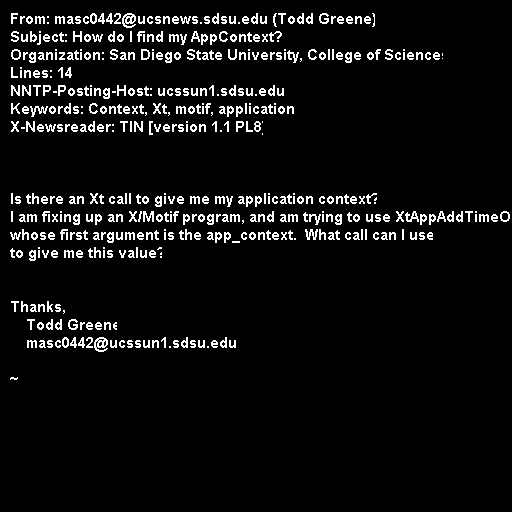 From: masc0442@ucsnews.sdsu.edu (Todd Greene)
Subject: How do I find my AppContext?
Organization: San Diego State University, College of Sciences
Lines: 14
NNTP-Posting-Host: ucssun1.sdsu.edu
Keywords: Context, Xt, motif, application
X-Newsreader: TIN [version 1.1 PL8]
Is there an Xt call to give me my application context?
I am fixing up an X/Motif program, and am trying to use XtAppAddTimeO
whose first argument is the app_context.  What call can I use
to give me this value?
Thanks,
Todd Greene
masc0442@ucssun1.sdsu.edu
~